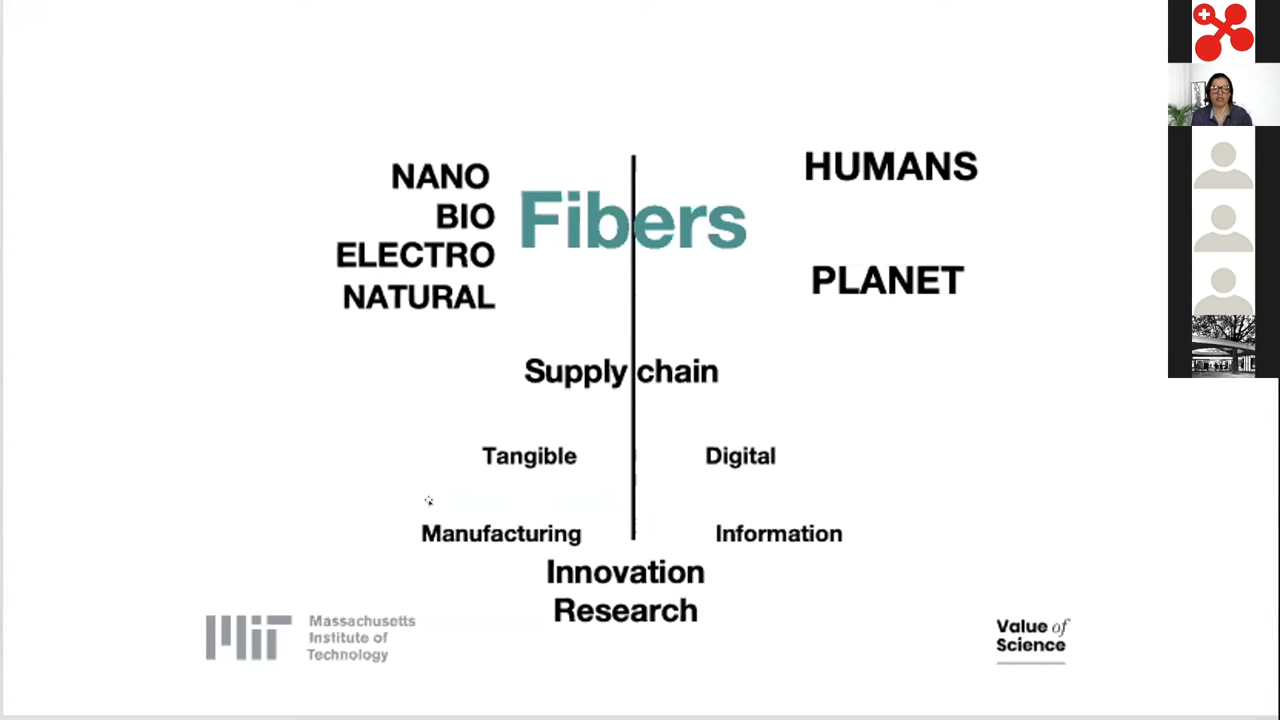 NANO
BIO
ELECTRO
NATURAL
Fibers
HUMANS
PLANET
Supply chain
Tangible
Digital
Manufacturing
Information
Innovation
Research
MIT
Massachusetts
Institute of
Technology
Value of
Science